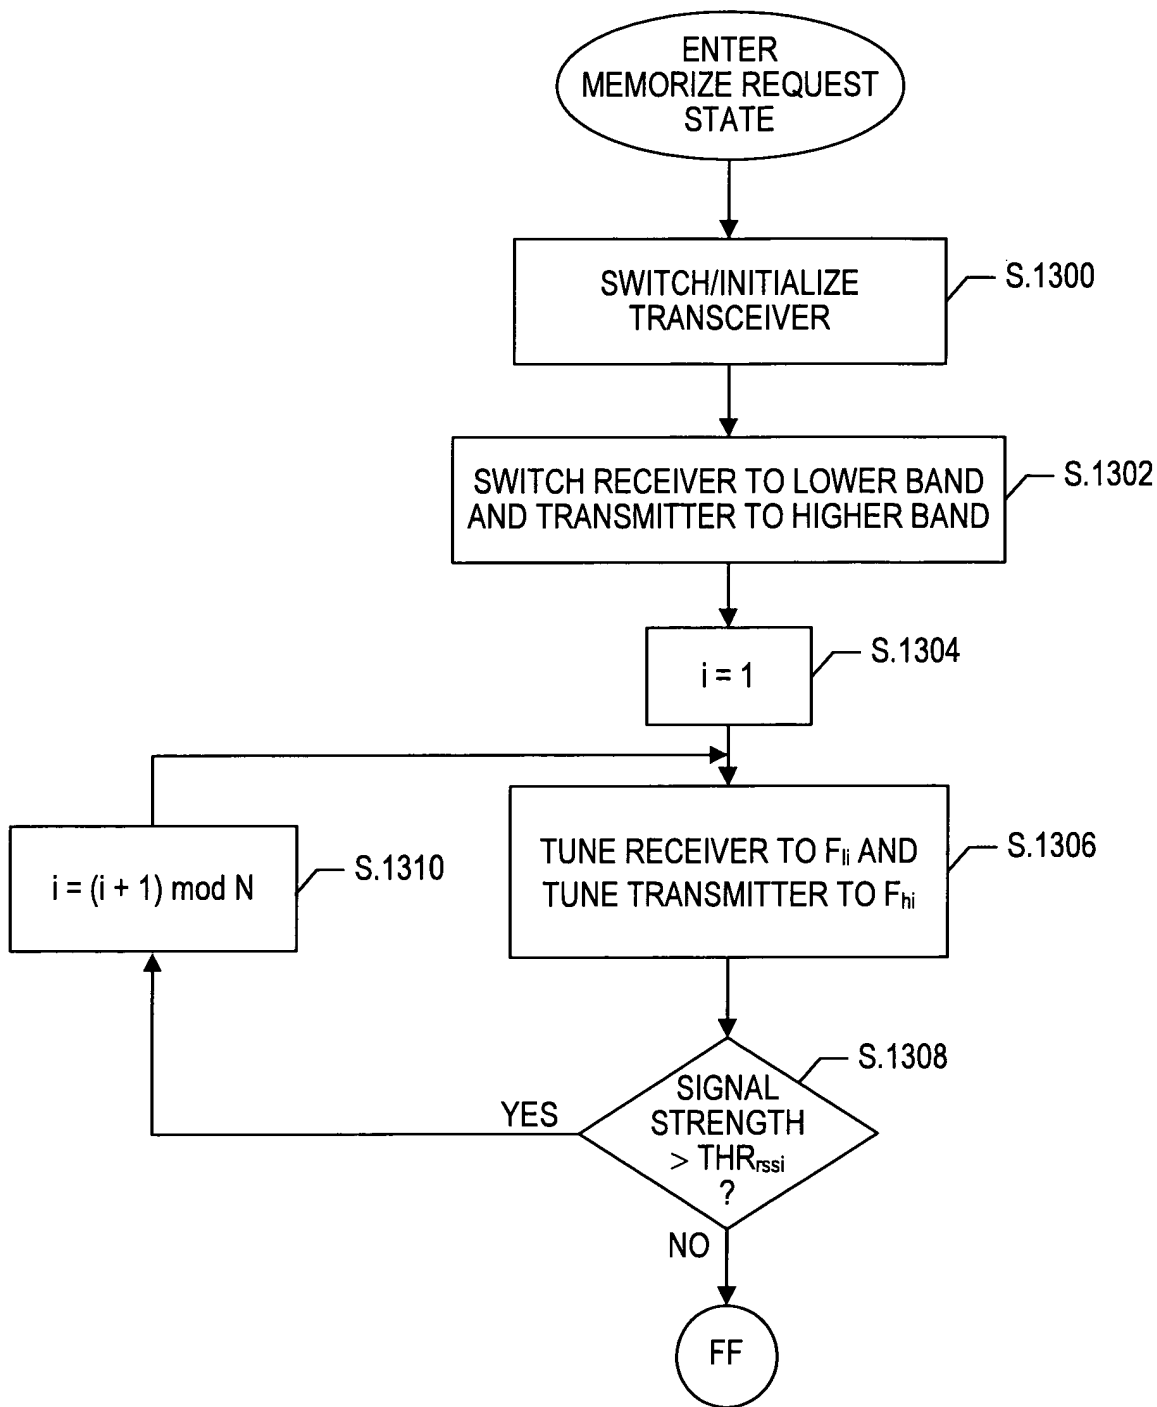 ENTER
MEMORIZE REQUEST
STATE
SWITCH/INITIALIZE
TRANSCEIVER
S.1300
SWITCH RECEIVER TO LOWER BAND
AND TRANSMITTER TO HIGHER BAND
S.1302
i = 1
S.1304
TUNE RECEIVER TO Fli AND
TUNE TRANSMITTER TO Fhi
S.1306
i = (i + 1) mod N
S.1310
SIGNAL
STRENGTH
> THRrssi
?
S.1308
YES
NO
FF